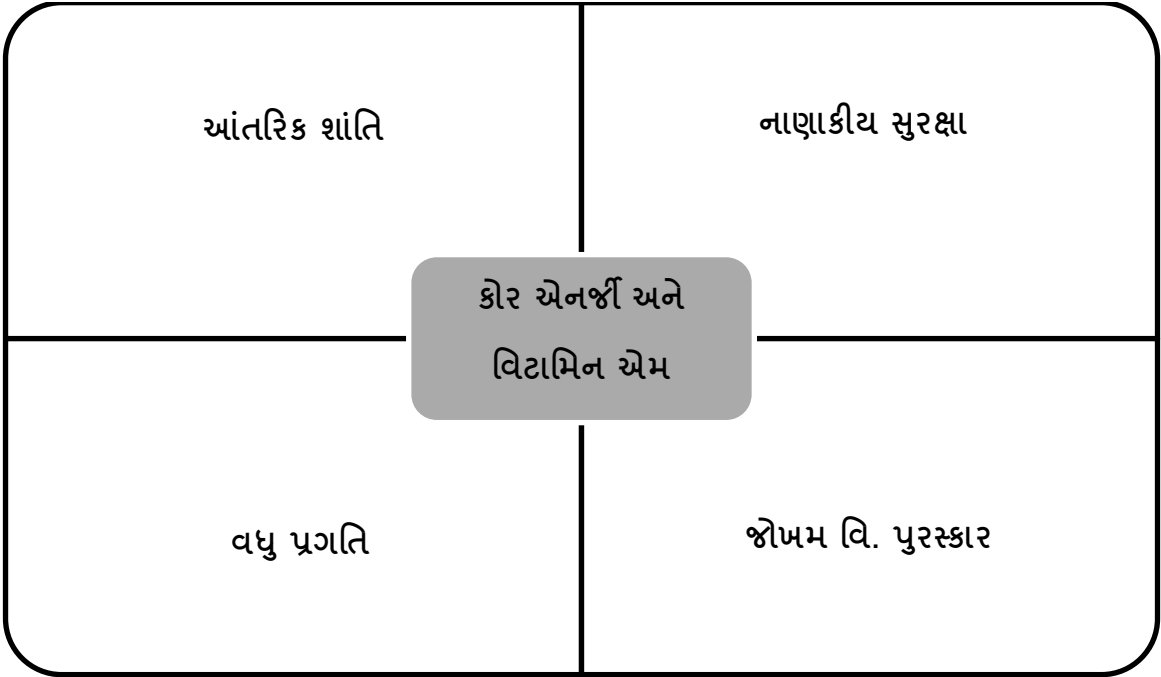 આંતરિક શાંતિ
નાણાકીય સુરક્ષા
કોર એનર્જી અને
વિટામિન એમ
વધુ પ્રગતિ
જોખમ વિ. પુરસ્કાર